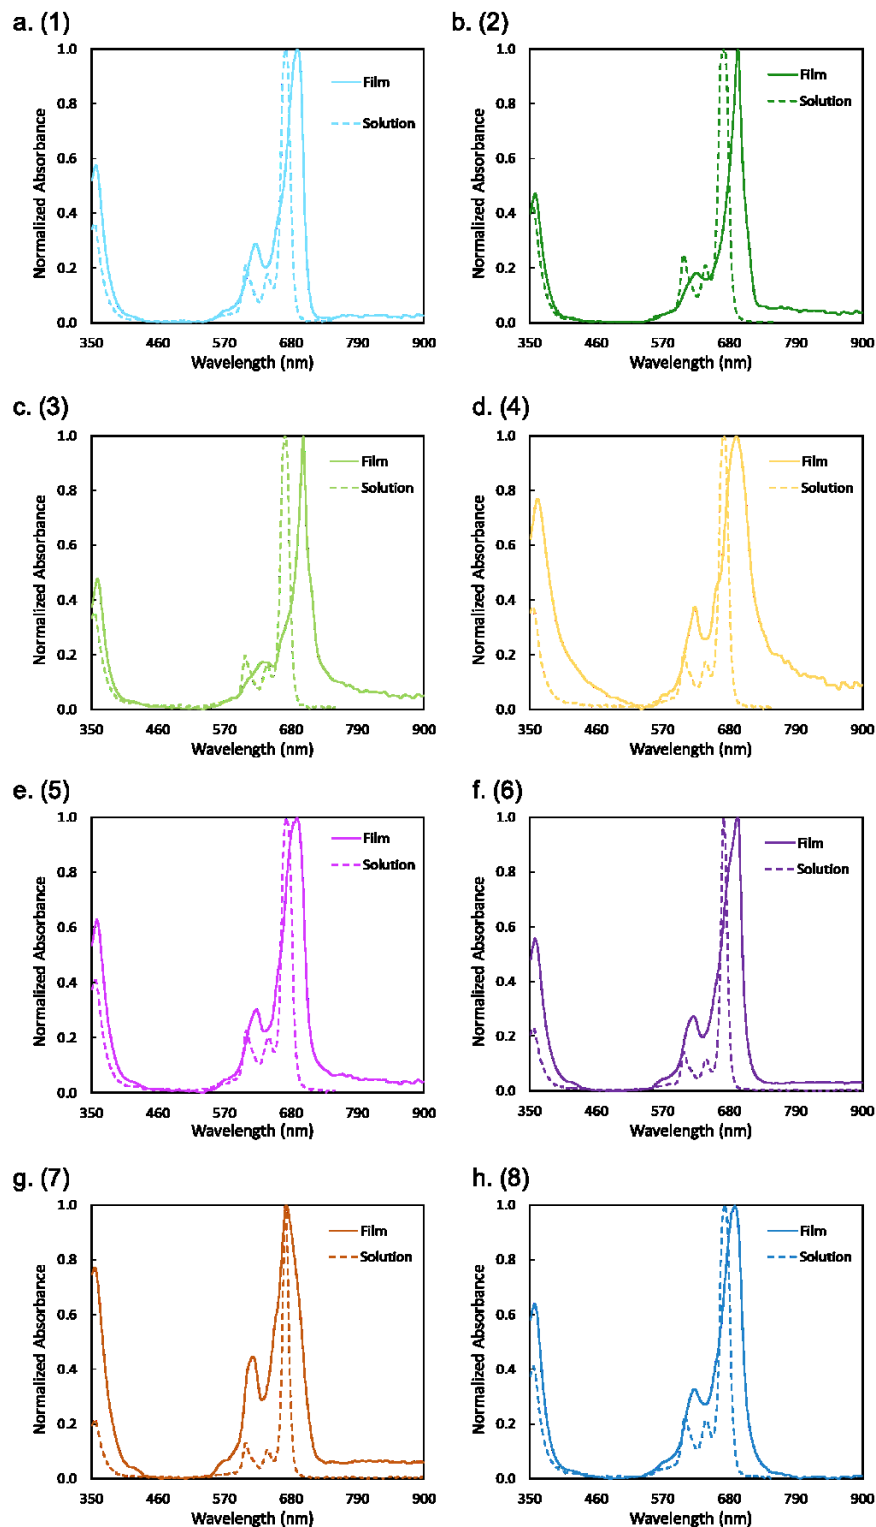 a. (1)
1.0
0.8
0.6
0.4
0.2
0.0
Normalized Absorbance
Film
Solution
350 460 570 680 790 900
Wavelength (nm)
b. (2)
1.0
0.8
0.6
0.4
0.2
0.0
Normalized Absorbance
Film
Solution
350 460 570 680 790 900
Wavelength (nm)
c. (3)
1.0
0.8
0.6
0.4
0.2
0.0
Normalized Absorbance
Film
Solution
350 460 570 680 790 900
Wavelength (nm)
d. (4)
1.0
0.8
0.6
0.4
0.2
0.0
Normalized Absorbance
Film
Solution
350 460 570 680 790 900
Wavelength (nm)
e. (5)
1.0
0.8
0.6
0.4
0.2
0.0
Normalized Absorbance
Film
Solution
350 460 570 680 790 900
Wavelength (nm)
f. (6)
1.0
0.8
0.6
0.4
0.2
0.0
Normalized Absorbance
Film
Solution
350 460 570 680 790 900
Wavelength (nm)
g. (7)
1.0
0.8
0.6
0.4
0.2
0.0
Normalized Absorbance
Film
Solution
350 460 570 680 790 900
Wavelength (nm)
h. (8)
1.0
0.8
0.6
0.4
0.2
0.0
Normalized Absorbance
Film
Solution
350 460 570 680 790 900
Wavelength (nm)